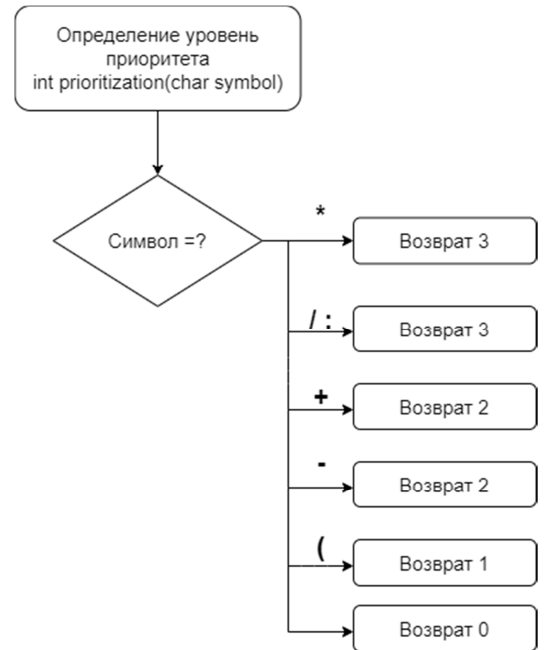 Определение уровень
приоритета
int prioritization(char symbol)
Символ =?
*
Возврат 3
/ :
Возврат 3
+
Возврат 2
-
Возврат 2
(
Возврат 1
Возврат 0